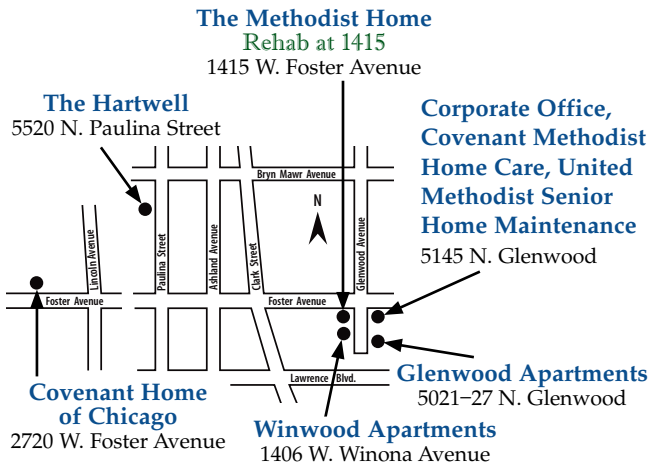 The Methodist Home
Rehab at 1415
1415 W. Foster Avenue
The Hartwell
5520 N. Paulina Street
Corporate Office,
Covenant Methodist
Home Care, United
Methodist Senior
Home Maintenance
5145 N. Glenwood
Bryn Mawr Avenue
N
Lincoln Avenue
Paulina Street
Ashland Avenue
Clark Street
Glenwood Avenue
Foster Avenue
Foster Avenue
Lawrence Blvd.
Covenant Home
of Chicago
2720 W. Foster Avenue
Winwood Apartments
1406 W. Winona Avenue
Glenwood Apartments
5021–27 N. Glenwood